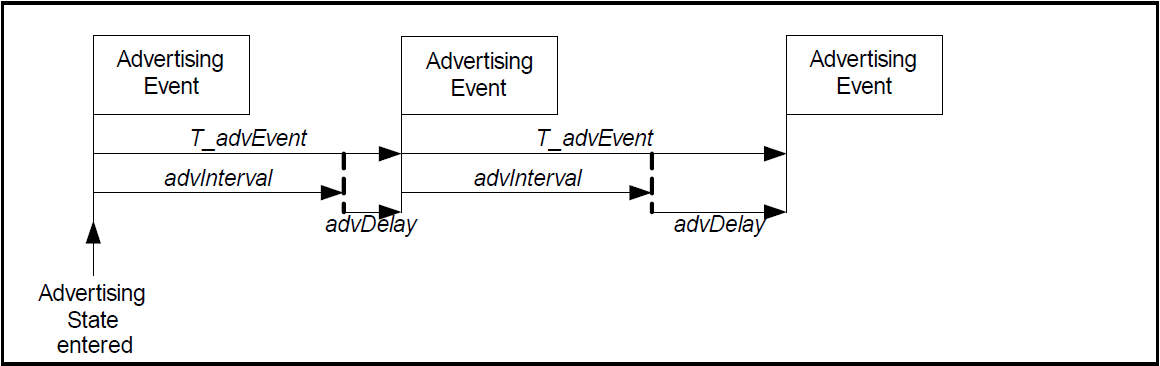 Advertising
Event
Advertising
Event
Advertising
Event
T_advEvent
T_advEvent
advInterval
advInterval
advDelay
advDelay
Advertising
State
entered